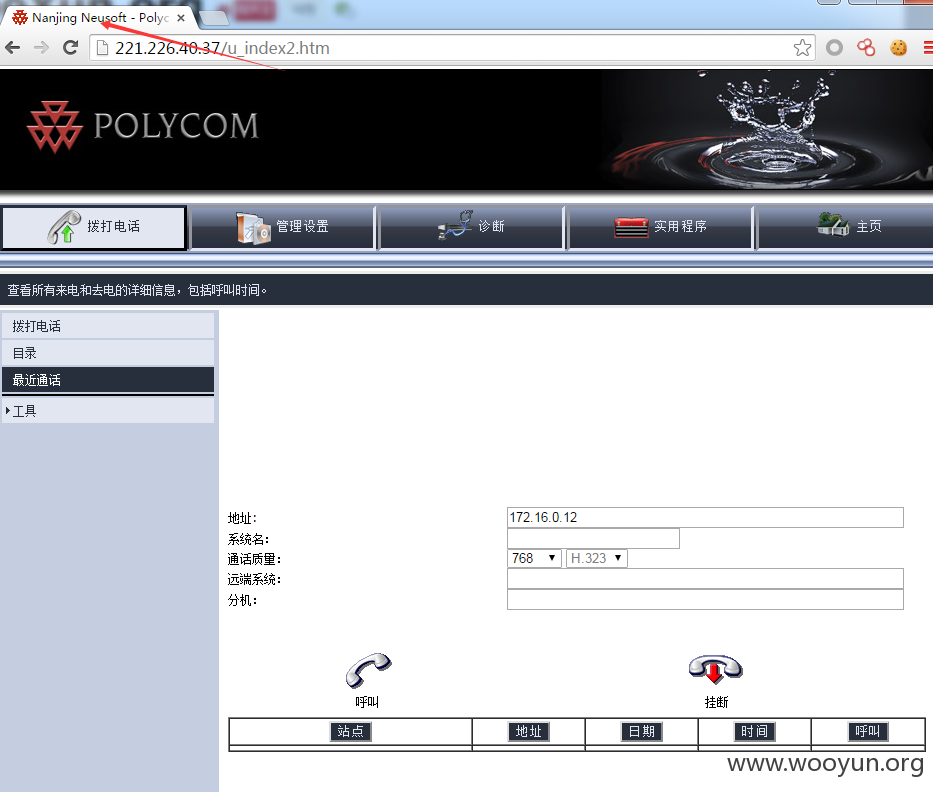 Nanjing Neusoft - Polyc
221.226.40.37/u_index2.htm
POLYCOM
拨打电话 管理设置 诊断 实用程序 主页
查看所有来电和去电的详细信息，包括呼叫时间。
拨打电话
目录
最近通话
工具
地址： 172.16.0.12
系统名：
通话质量： 768 H.323
远端系统：
分机：
呼叫 挂断
站点 地址 日期 时间 呼叫
www.wooyun.org